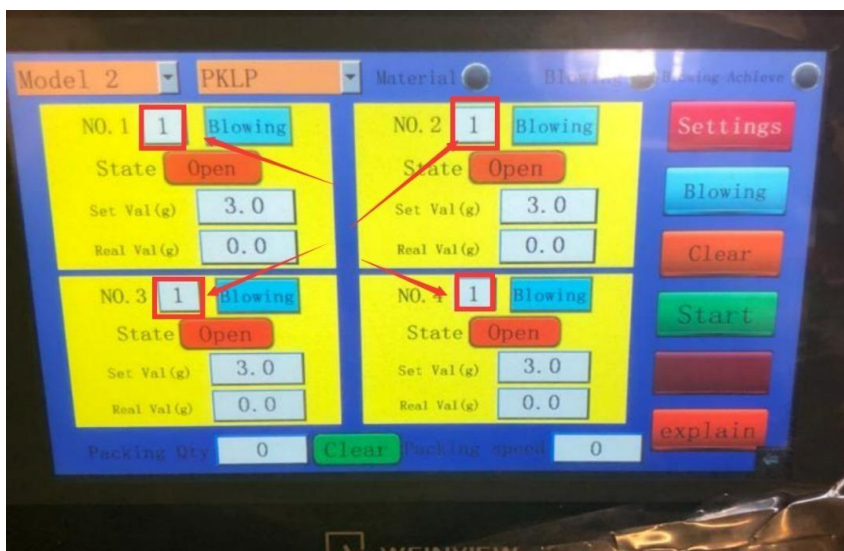 Model 2 PKLP Material Blowing Blowing Achieve
NO. 1 1 Blowing
State Open
Set Val(g) 3.0
Real Val(g) 0.0
NO. 2 1 Blowing
State Open
Set Val(g) 3.0
Real Val(g) 0.0
NO. 3 1 Blowing
State Open
Set Val(g) 3.0
Real Val(g) 0.0
NO. 4 1 Blowing
State Open
Set Val(g) 3.0
Real Val(g) 0.0
Settings
Blowing
Clear
Start
explain
Packing Qty 0 Clear Packing speed 0
WEINVIEW